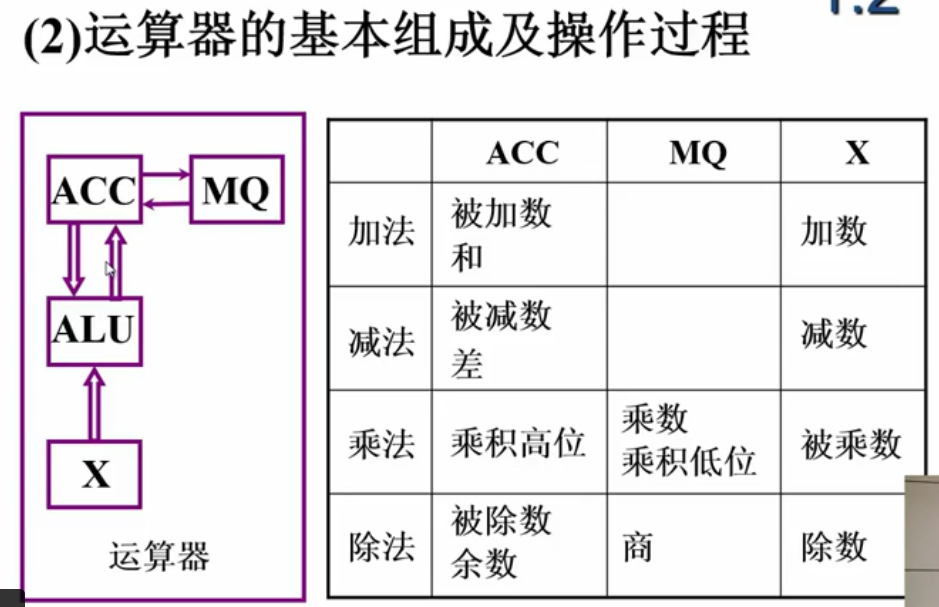 1.2
(2)运算器的基本组成及操作过程
ACC
MQ
ALU
X
运算器
ACC MQ X
加法 被加数 和 加数
减法 被减数 差 减数
乘法 乘积高位 乘数 乘积低位 被乘数
除法 被除数 余数 商 除数